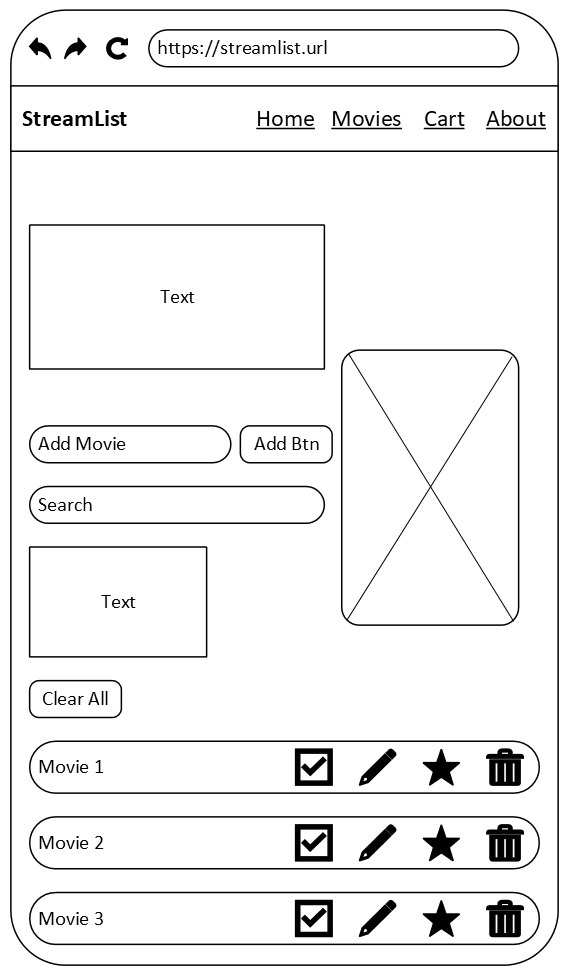 https://streamlist.url
StreamList Home Movies Cart About
Text
Add Movie Add Btn
Search
Text
Clear All
Movie 1
Movie 2
Movie 3